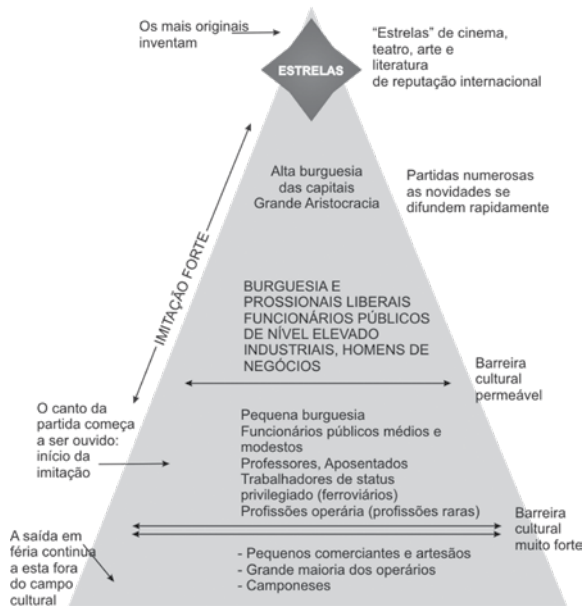 Os mais originais
inventam
“Estrelas” de cinema,
teatro, arte e
literatura
de reputação internacional
ESTRELAS
Alta burguesia
das capitais
Grande Aristocracia
Partidas numerosas
as novidades se
difundem rapidamente
IMITAÇÃO FORTE
BURGUESIA E
PROSSIONAIS LIBERAIS
FUNCIONÁRIOS PÚBLICOS
DE NÍVEL ELEVADO
INDUSTRIAIS, HOMENS DE
NEGÓCIOS
Barreira
cultural
permeável
O canto da
partida começa
a ser ouvido:
início da
imitação
Pequena burguesia
Funcionários públicos médios e
modestos
Professores, Aposentados
Trabalhadores de status
privilegiado (ferroviários)
Profissões operária (profissões raras)
Barreira
cultural
muito forte
A saída em
féria continua
a esta fora
do campo
cultural
- Pequenos comerciantes e artesãos
- Grande maioria dos operários
- Camponeses